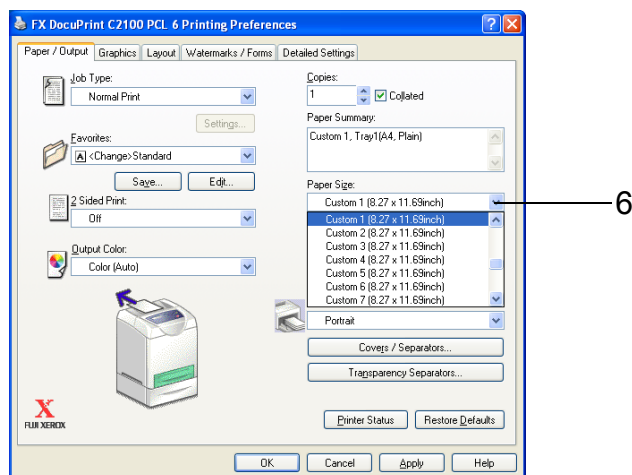 FX DocuPrint C2100 PCL 6 Printing Preferences
Paper / Output Graphics Layout Watermarks / Forms Detailed Settings
Job Type:
Normal Print
Settings...
Favorites:
A <Change>Standard
Save... Edit...
2 Sided Print:
Off
Output Color:
Color (Auto)
Copies:
1 Collated
Paper Summary:
Custom 1, Tray1(A4, Plain)
Paper Size:
Custom 1 (8.27 x 11.69inch)
6
Custom 1 (8.27 x 11.69inch)
Custom 2 (8.27 x 11.69inch)
Custom 3 (8.27 x 11.69inch)
Custom 4 (8.27 x 11.69inch)
Custom 5 (8.27 x 11.69inch)
Custom 6 (8.27 x 11.69inch)
Custom 7 (8.27 x 11.69inch)
Portrait
Covers / Separators...
Transparency Separators...
X
FUJI XEROX
Printer Status Restore Defaults
OK Cancel Apply Help